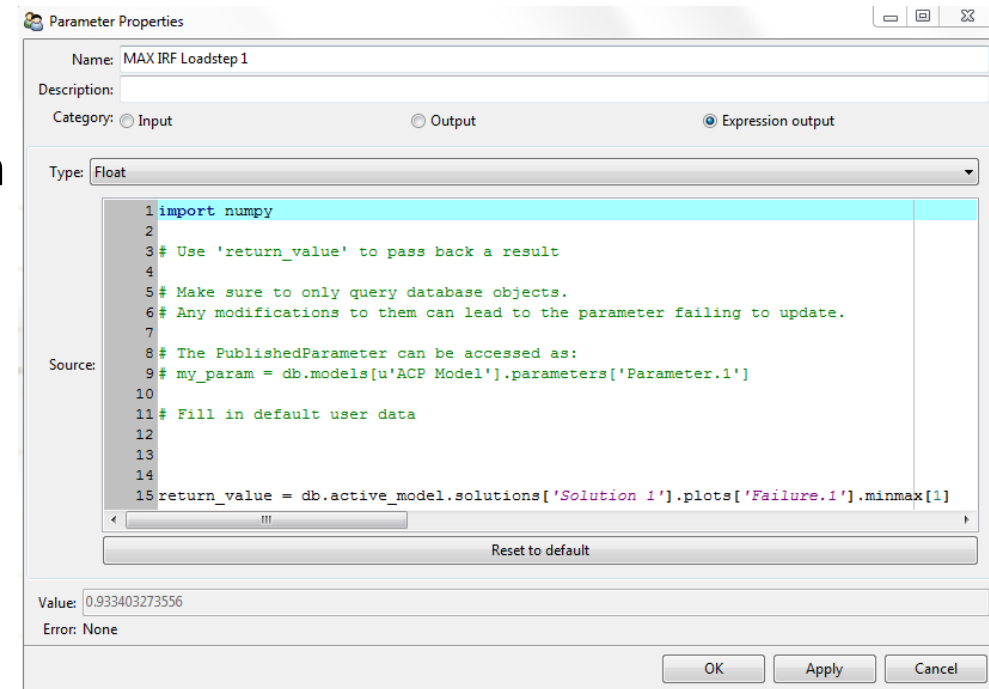 Parameter Properties
Name: MAX IRF Loadstep 1
Description:
Category: Input Output Expression output
Type: Float
1 import numpy
2
3 # Use 'return_value' to pass back a result
4
5 # Make sure to only query database objects.
6 # Any modifications to them can lead to the parameter failing to update.
7
Source:
8 # The PublishedParameter can be accessed as:
9 # my_param = db.models[u'ACP Model'].parameters['Parameter.1']
10
11 # Fill in default user data
12
13
14
15 return_value = db.active_model.solutions['Solution 1'].plots['Failure.1'].minmax[1]
Reset to default
Value: 0.933403273556
Error: None
OK Apply Cancel